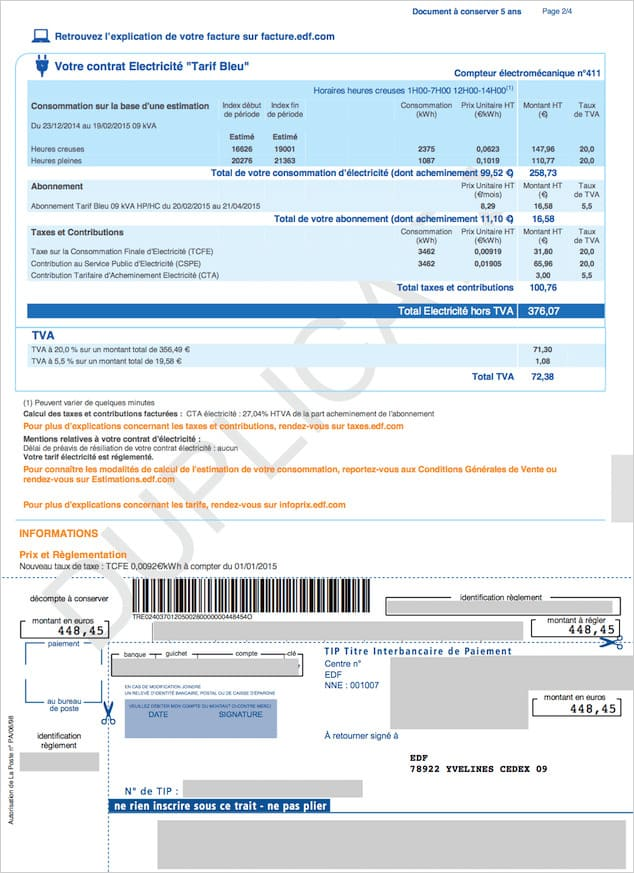 Document à conserver 5 ans Page 2/4
Retrouvez l'explication de votre facture sur facture.edf.com
Votre contrat Electricité "Tarif Bleu"
Compteur électromécanique n°411
Horaires heures creuses 1H00-7H00 12H00-14H00(1)
Consommation sur la base d'une estimation Index début de période Index fin de période Consommation (kWh) Prix Unitaire HT (€/kWh) Montant HT (€) Taux de TVA
Du 23/12/2014 au 19/02/2015 09 kVA
Estimé Estimé
Heures creuses 16626 19001 2375 0,0623 147,96 20,0
Heures pleines 20276 21363 1087 0,1019 110,77 20,0
Total de votre consommation d'électricité (dont acheminement 99,52 €) 258,73
Abonnement Prix Unitaire HT (€/mois) Montant HT (€) Taux de TVA
Abonnement Tarif Bleu 09 kVA HP/HC du 20/02/2015 au 21/04/2015 8,29 16,58 5,5
Total de votre abonnement (dont acheminement 11,10 €) 16,58
Taxes et Contributions Consommation (kWh) Prix Unitaire HT (€/kWh) Montant HT (€) Taux de TVA
Taxe sur la Consommation Finale d'Electricité (TCFE) 3462 0,00919 31,80 20,0
Contribution au Service Public d'Electricité (CSPE) 3462 0,01905 65,96 20,0
Contribution Tarifaire d'Acheminement Electricité (CTA) 3,00 5,5
Total taxes et contributions 100,76
Total Electricité hors TVA 376,07
TVA
TVA à 20,0 % sur un montant total de 356,49 € 71,30
TVA à 5,5 % sur un montant total de 19,58 € 1,08
Total TVA 72,38
DUPLICA
(1) Peuvent varier de quelques minutes
Calcul des taxes et contributions facturées : CTA électricité : 27,04% HTVA de la part acheminement de l'abonnement
Pour plus d'explications concernant les taxes et contributions, rendez-vous sur taxes.edf.com
Mentions relatives à votre contrat d'électricité :
Délai de préavis de résiliation de votre contrat électricité : aucun
Votre tarif électricité est réglementé.
Pour connaître les modalités de calcul de l'estimation de votre consommation, reportez-vous aux Conditions Générales de Vente ou
rendez-vous sur Estimations.edf.com
Pour plus d'explications concernant les tarifs, rendez-vous sur infoprix.edf.com
INFORMATIONS
Prix et Règlementation
Nouveau taux de taxe : TCFE 0,0092€/kWh à compter du 01/01/2015
décompte à conserver
identification règlement
TRE0240370120500280000000448454O
montant en euros
448,45
montant à régler
448,45
paiement
banque guichet compte clé
TIP Titre Interbancaire de Paiement
Centre n°
EDF
NNE : 001007
EN CAS DE MODIFICATION JOINDRE
UN RELEVÉ D'IDENTITÉ BANCAIRE, POSTAL OU DE CAISSE D'ÉPARGNE
VEUILLEZ DÉBITER MON COMPTE DU MONTANT CI-CONTRE MERCI
DATE SIGNATURE
au bureau
de poste
montant en euros
448,45
identification
règlement
À retourner signé à
EDF
78922 YVELINES CEDEX 09
N° de TIP :
ne rien inscrire sous ce trait - ne pas plier
Autorisation de La Poste n° PA/06/98